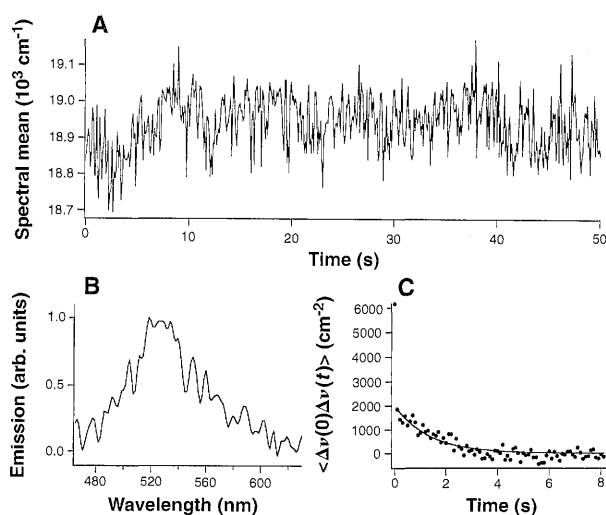 A
Spectral mean (10³ cm⁻¹)
19.1
19.0
18.9
18.8
18.7
0 10 20 30 40 50
Time (s)
B
Emission (arb. units)
1.0
0.5
0.0
480 520 560 600
Wavelength (nm)
C
<Δν(0)Δν(t)> (cm⁻²)
6000
5000
4000
3000
2000
1000
0
0 2 4 6 8
Time (s)